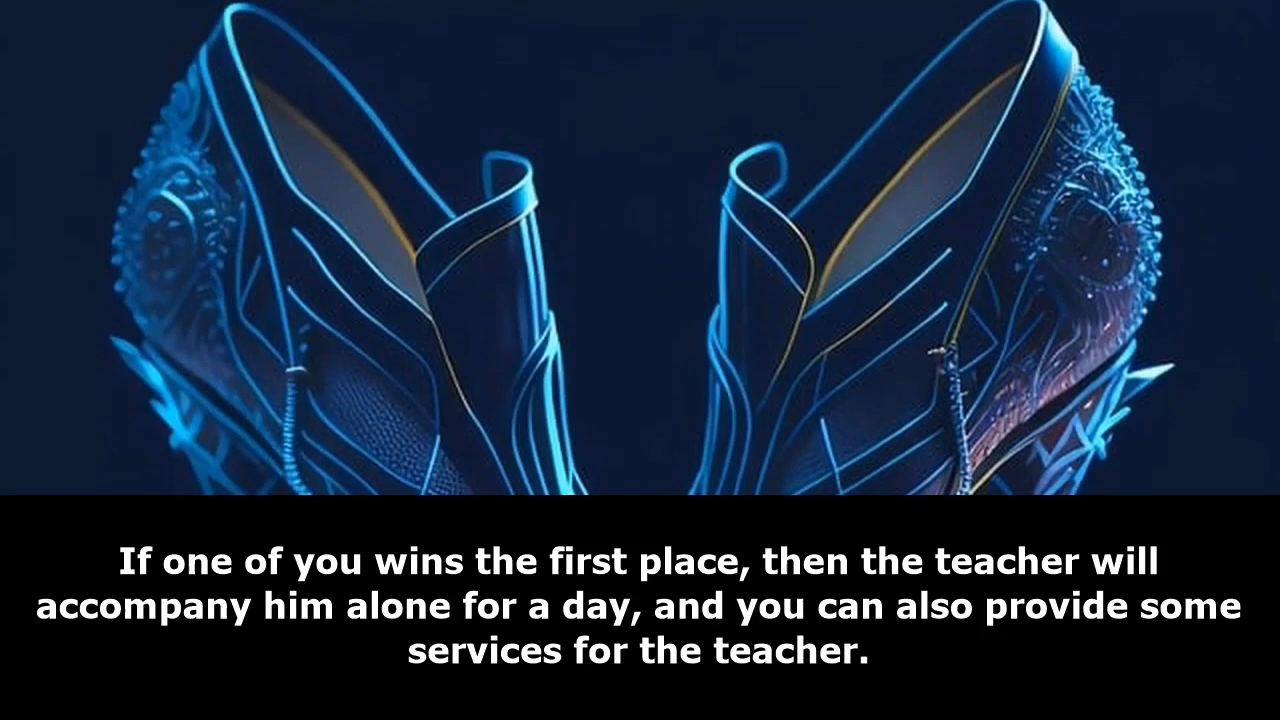 If one of you wins the first place, then the teacher will
accompany him alone for a day, and you can also provide some
services for the teacher.